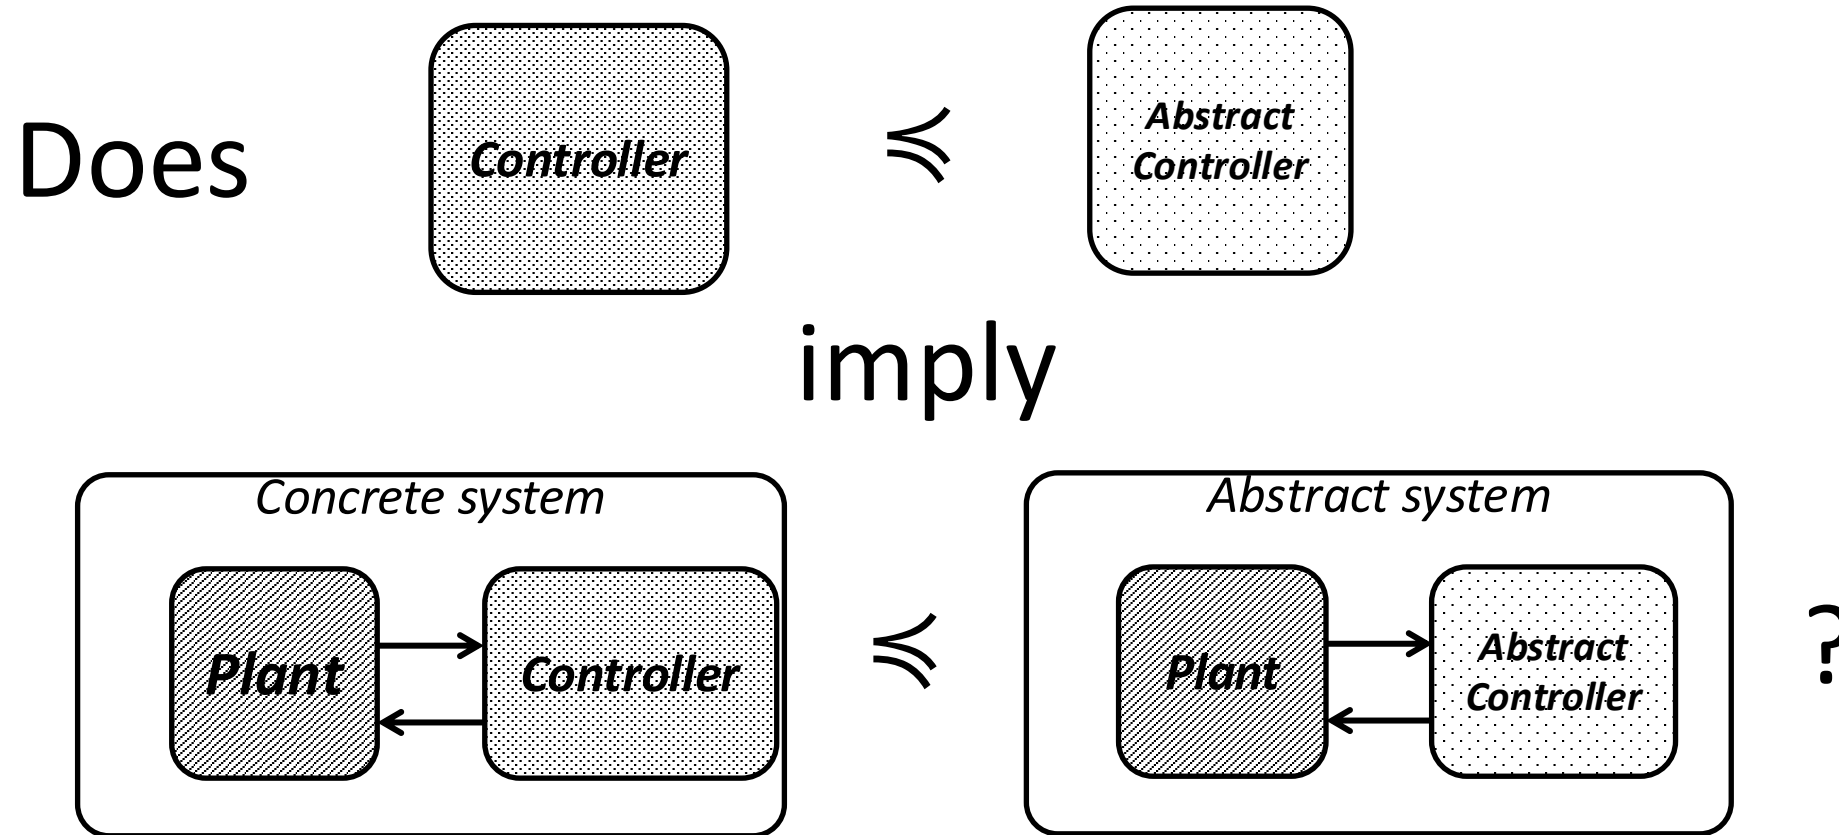 Does
Controller
≼
Abstract
Controller
imply
Concrete system
Plant
Controller
≼
Abstract system
Plant
Abstract
Controller
?